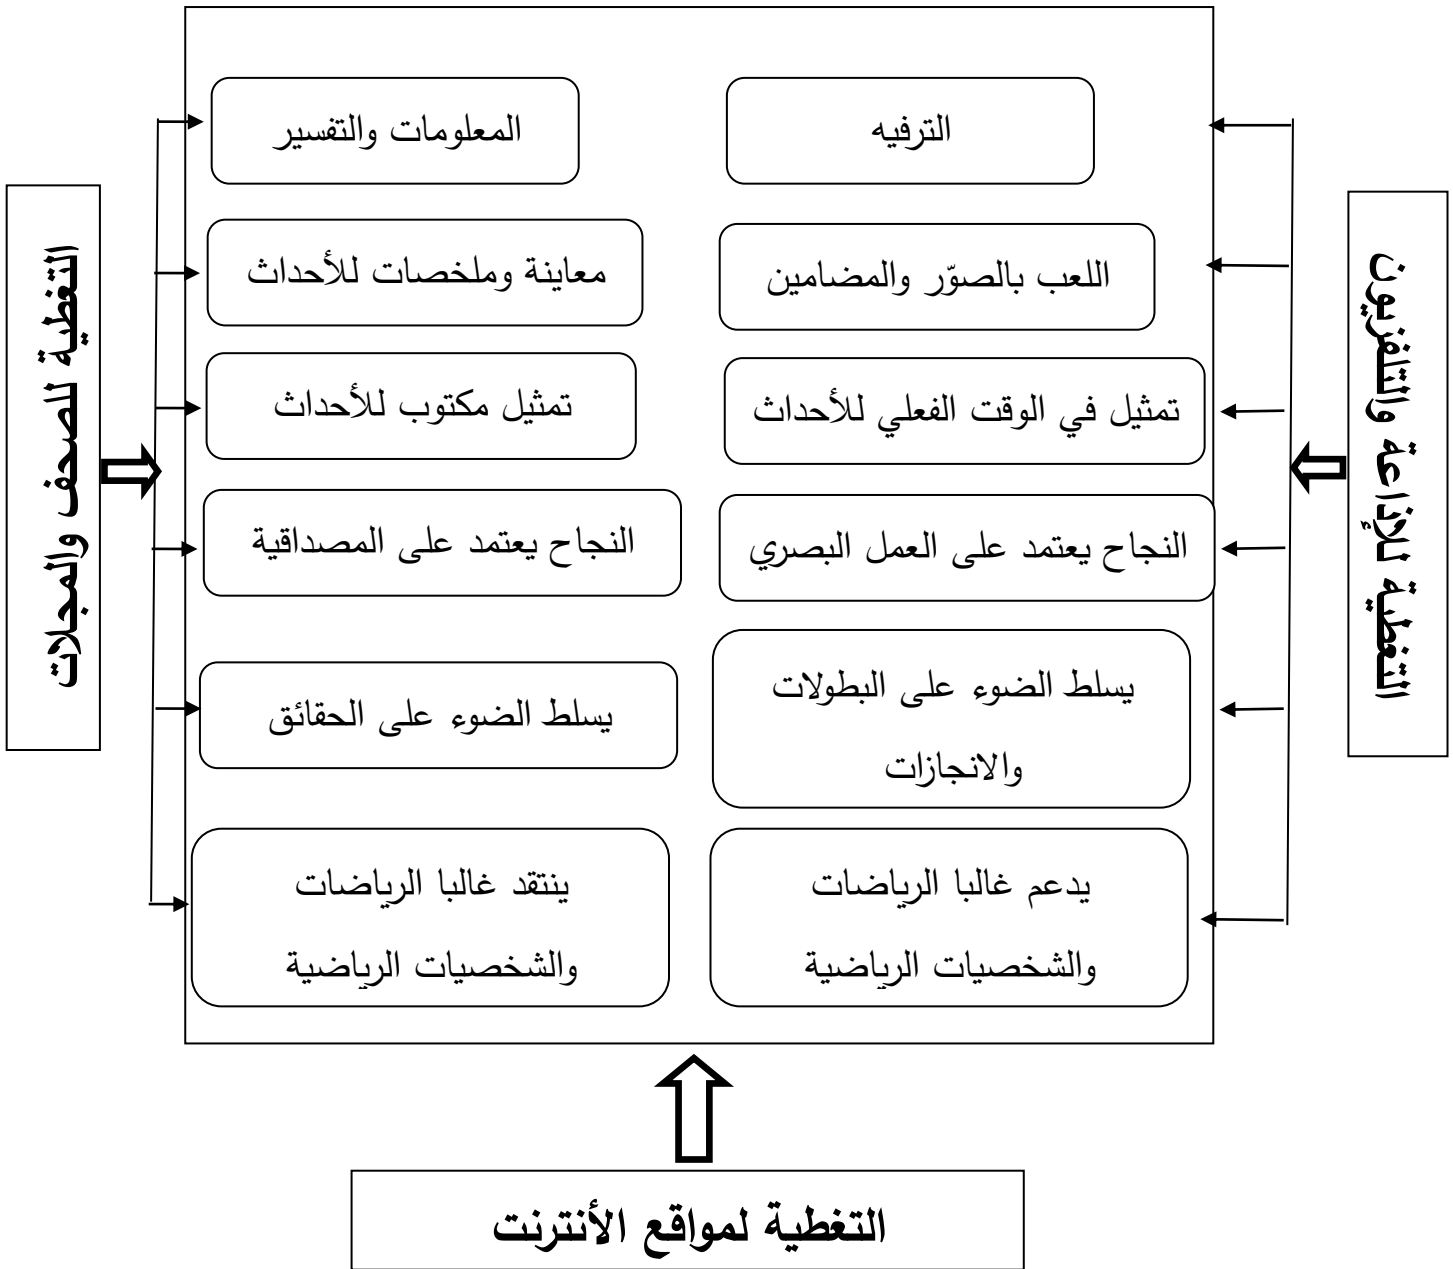 التغطية للإذاعة والتلفزيون
الترفيه
اللعب بالصوّر والمضامين
تمثيل في الوقت الفعلي للأحداث
النجاح يعتمد على العمل البصري
يسلط الضوء على البطولات
والانجازات
يدعم غالبا الرياضات
والشخصيات الرياضية
التغطية للصحف والمجلات
المعلومات والتفسير
معاينة وملخصات للأحداث
تمثيل مكتوب للأحداث
النجاح يعتمد على المصداقية
يسلط الضوء على الحقائق
ينتقد غالبا الرياضات
والشخصيات الرياضية
التغطية لمواقع الأنترنت